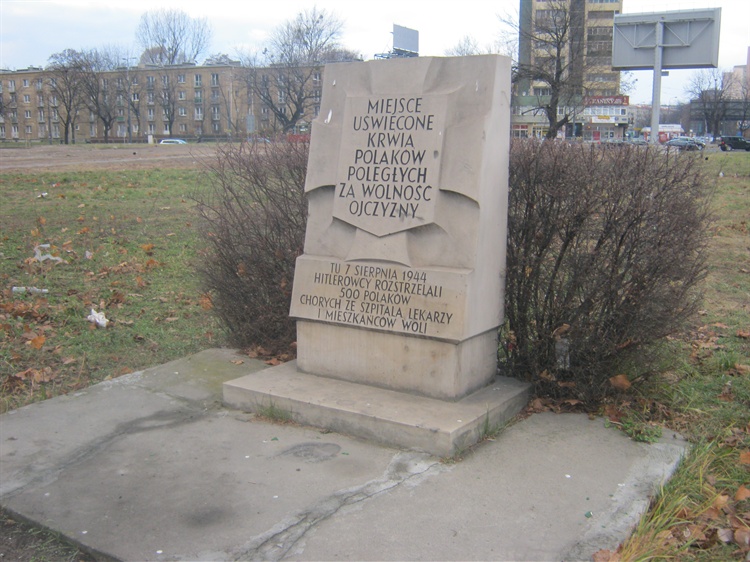 MIEJSCE
UŚWIĘCONE
KRWIĄ
POLAKÓW
POLEGŁYCH
ZA WOLNOŚĆ
OJCZYZNY
TU 7 SIERPNIA 1944
HITLEROWCY ROZSTRZELALI
500 POLAKÓW
CHORYCH ZE SZPITALA, LEKARZY
I MIESZKAŃCÓW WOLI